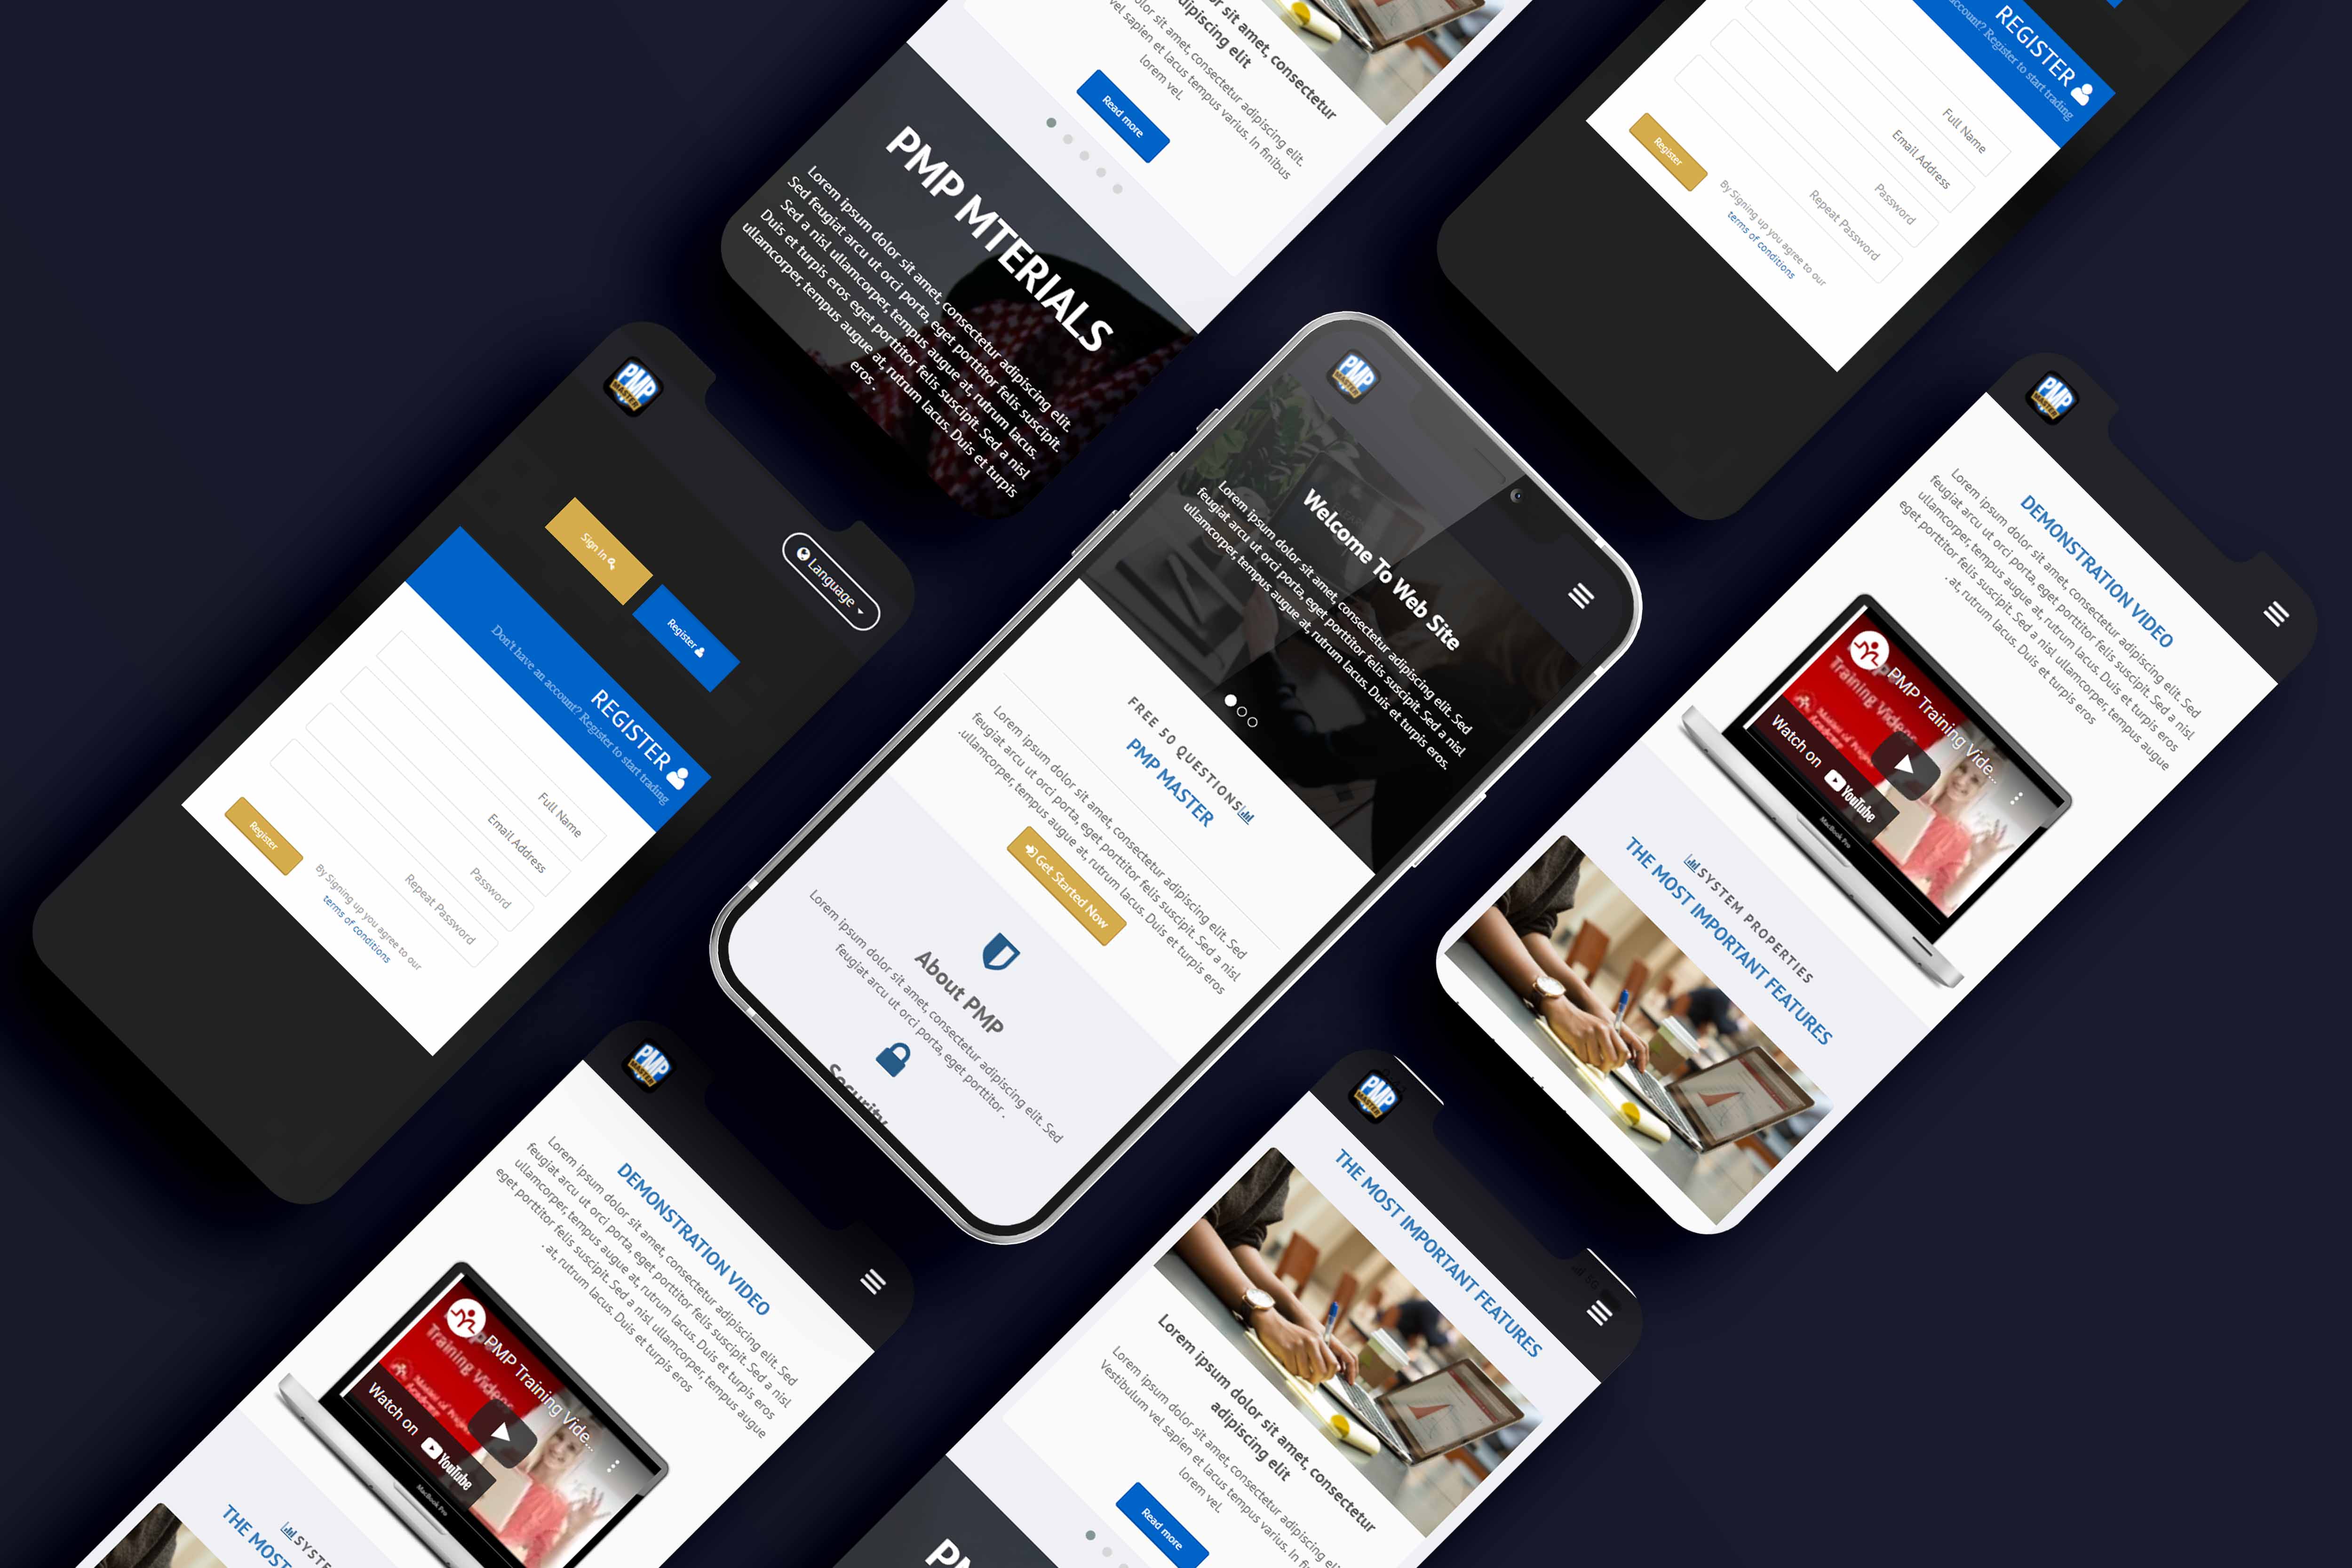 or sit amet, consectetur
dipiscing elit
dolor sit amet, consectetur adipiscing elit.
vel sapien et lacus tempus varius. In finibus
lorem vel.
Read more
PMP MTERIALS
Lorem ipsum dolor sit amet, consectetur adipiscing elit.
Sed feugiat arcu ut orci porta, eget porttitor felis suscipit.
Sed a nisl ullamcorper, tempus augue at, rutrum lacus.
Duis et turpis eros eget porttitor felis suscipit. Sed a nisl
ullamcorper, tempus augue at, rutrum lacus. Duis et turpis
eros .
REGISTER
account? Register to start trading
Full Name
Email Address
Password
Repeat Password
By Signing up you agree to our
terms of conditions
Register
PMP
MASTER
Language
Sign In
Register
REGISTER
Don't have an account? Register to start trading
Full Name
Email Address
Password
Repeat Password
By Signing up you agree to our
terms of conditions
Register
PMP
MASTER
Welcome To Web Site
Lorem ipsum dolor sit amet, consectetur adipiscing elit. Sed
feugiat arcu ut orci porta, eget porttitor felis suscipit. Sed a nisl
ullamcorper, tempus augue at, rutrum lacus. Duis et turpis eros.
FREE 50 QUESTIONS
PMP MASTER
Lorem ipsum dolor sit amet, consectetur adipiscing elit. Sed
feugiat arcu ut orci porta, eget porttitor felis suscipit. Sed a nisl
.ullamcorper, tempus augue at, rutrum lacus. Duis et turpis eros
Get Started Now
About PMP
Lorem ipsum dolor sit amet, consectetur adipiscing elit. Sed
feugiat arcu ut orci porta, eget porttitor .
Security
PMP
MASTER
DEMONSTRATION VIDEO
Lorem ipsum dolor sit amet, consectetur adipiscing elit. Sed
feugiat arcu ut orci porta, eget porttitor felis suscipit. Sed a nisl
ullamcorper, tempus augue at, rutrum lacus. Duis et turpis eros
eget porttitor felis suscipit. Sed a nisl ullamcorper, tempus augue
. at, rutrum lacus. Duis et turpis eros
PMP Training Vide...
Training Videos
Watch on YouTube
MacBook Pro
SYSTEM PROPERTIES
THE MOST IMPORTANT FEATURES
PMP
MASTER
DEMONSTRATION VIDEO
Lorem ipsum dolor sit amet, consectetur adipiscing elit. Sed
feugiat arcu ut orci porta, eget porttitor felis suscipit. Sed a nisl
ullamcorper, tempus augue at, rutrum lacus. Duis et turpis eros
eget porttitor felis suscipit. Sed a nisl ullamcorper, tempus augue
. at, rutrum lacus. Duis et turpis eros
PMP Training Vide...
Training Videos
Watch on YouTube
MacBook Pro
SYSTE
THE MOST
PMP
MASTER
THE MOST IMPORTANT FEATURES
Lorem ipsum dolor sit amet, consectetur
adipiscing elit
Lorem ipsum dolor sit amet, consectetur adipiscing elit
Vestibulum vel sapien et lacus tempus varius. In fi
lorem vel.
Read more
PM